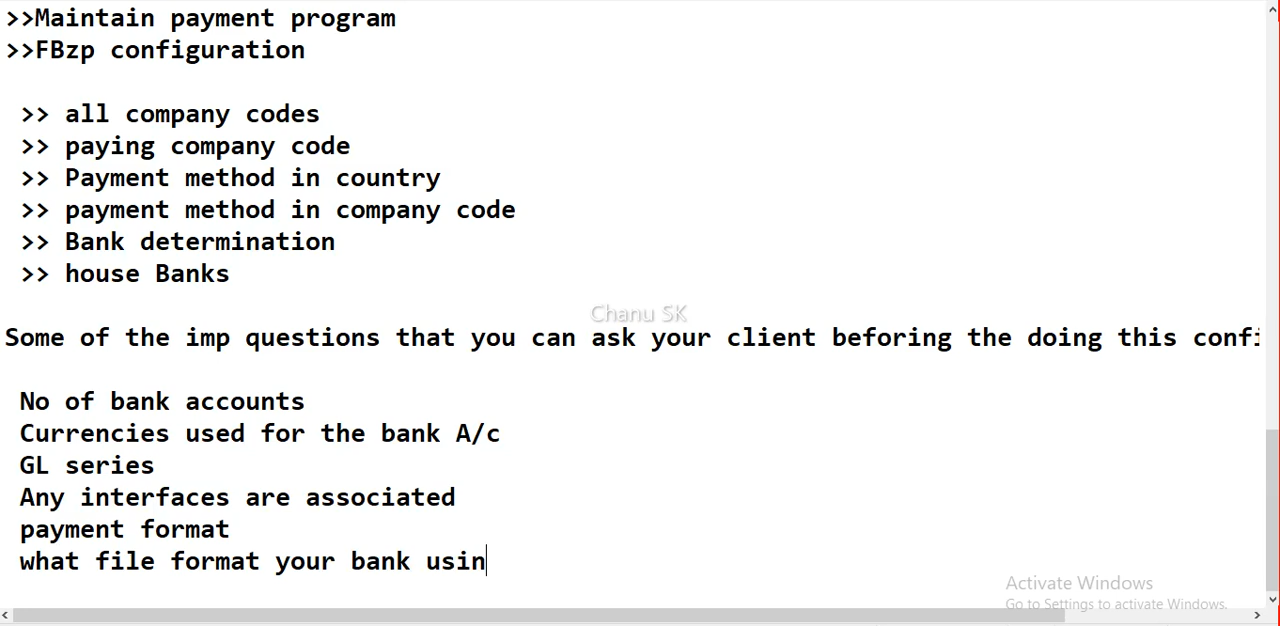 >>Maintain payment program
>>FBzp configuration
>> all company codes
>> paying company code
>> Payment method in country
>> payment method in company code
>> Bank determination
>> house Banks
Chanu SK
Some of the imp questions that you can ask your client beforing the doing this confi
No of bank accounts
Currencies used for the bank A/c
GL series
Any interfaces are associated
payment format
what file format your bank usin
Activate Windows
Go to Settings to activate Windows.